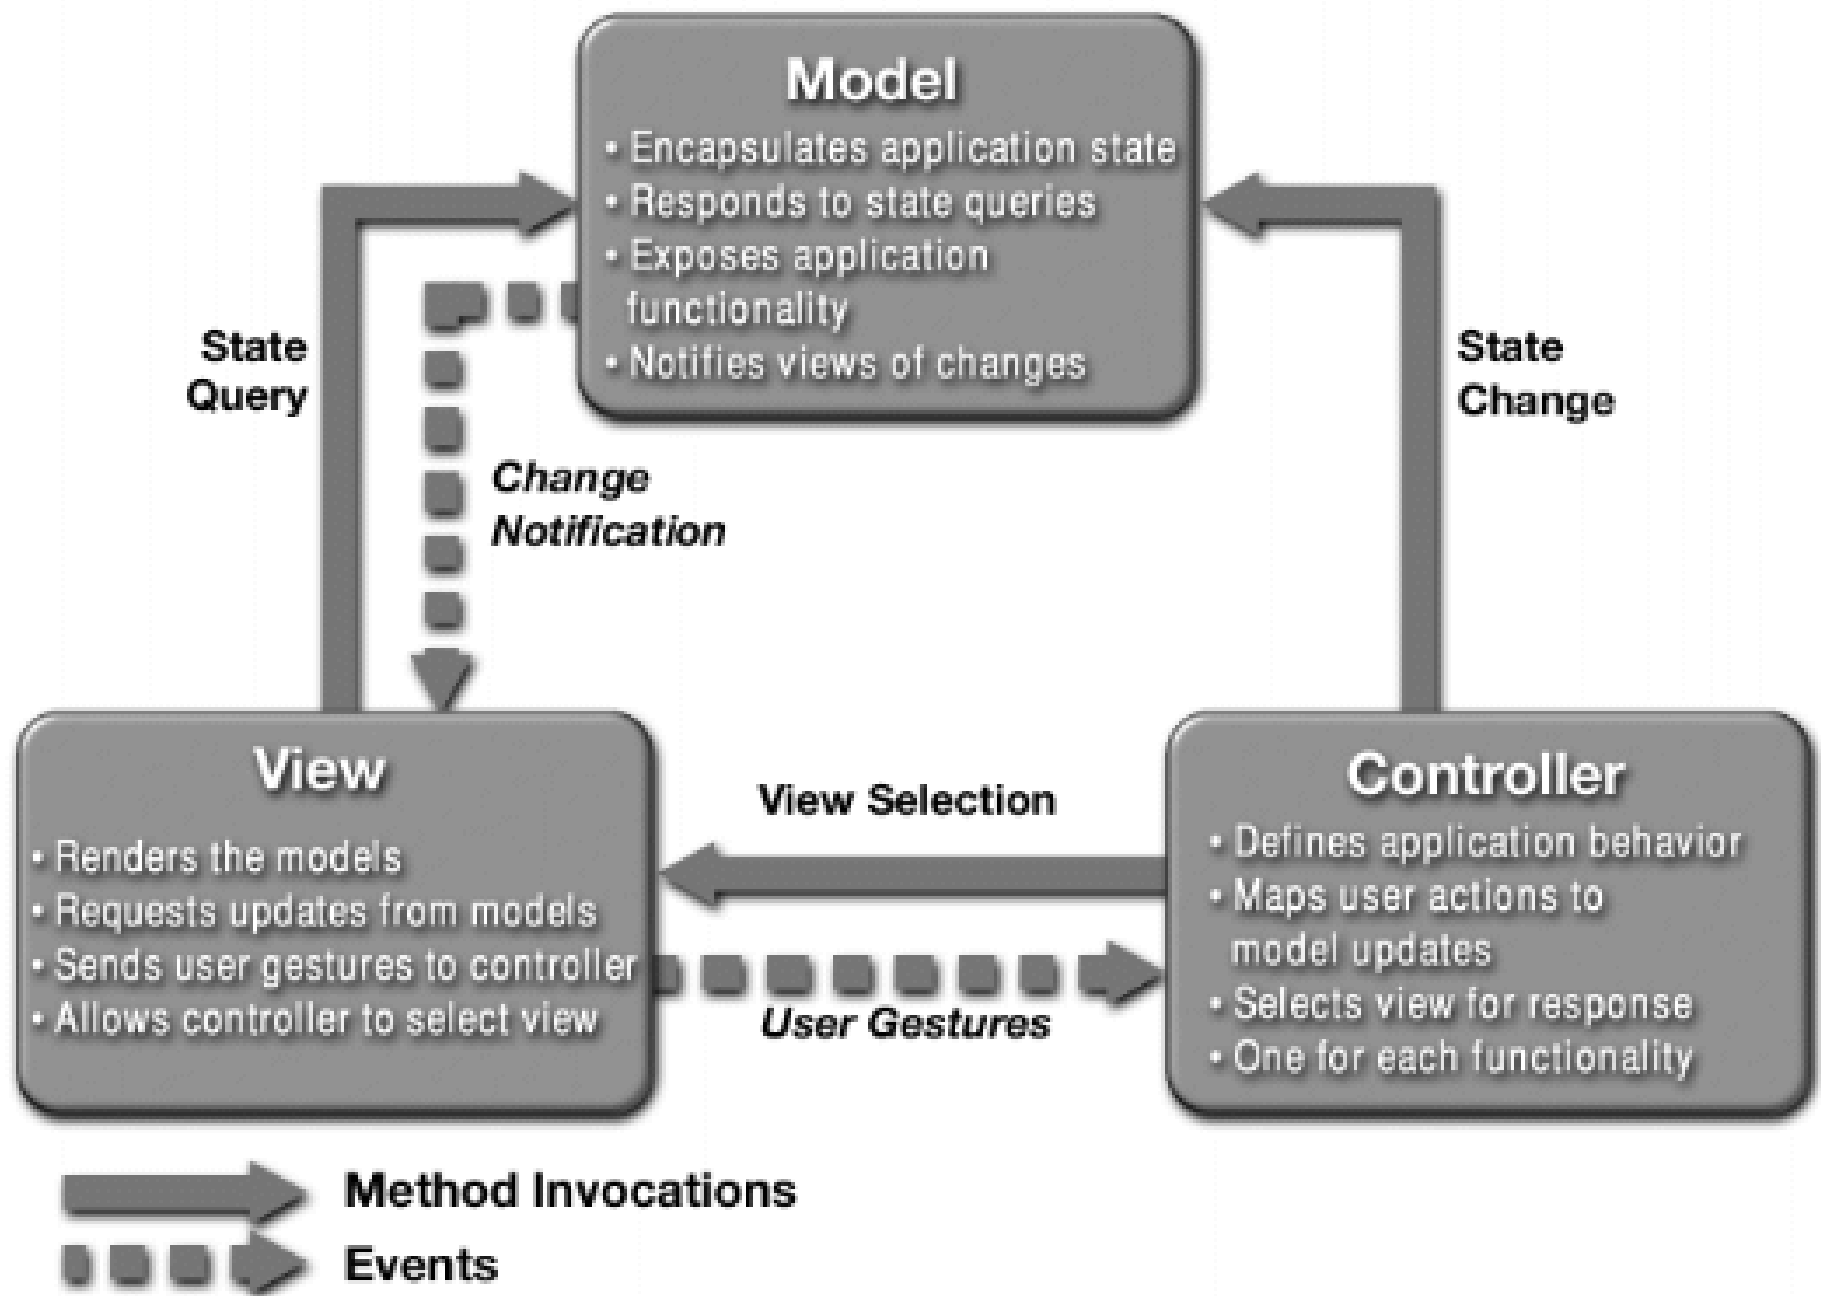 Model
• Encapsulates application state
• Responds to state queries
• Exposes application
functionality
• Notifies views of changes
State
Query
State
Change
Change
Notification
View
• Renders the models
• Requests updates from models
• Sends user gestures to controller
• Allows controller to select view
View Selection
User Gestures
Controller
• Defines application behavior
• Maps user actions to
model updates
• Selects view for response
• One for each functionality
Method Invocations
Events